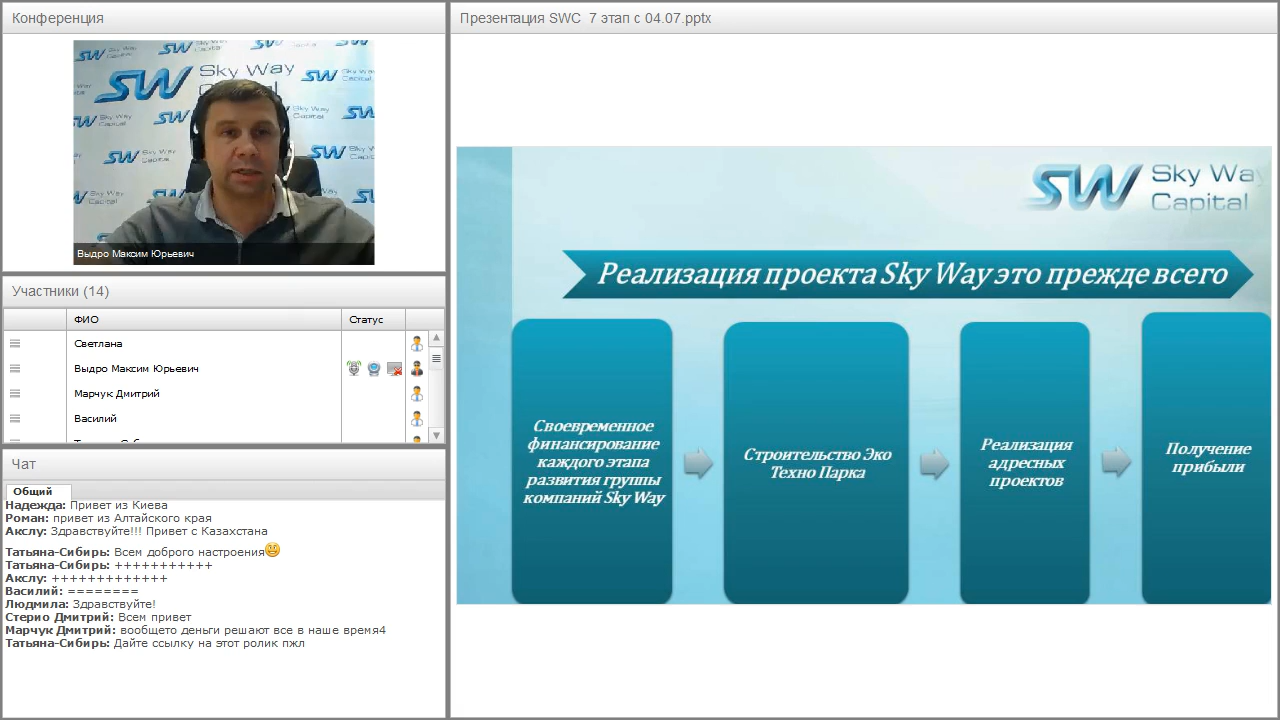 Конференция
Sky Way
Capital
SW
Sky Way
Capital
Выдро Максим Юрьевич
Участники (14)
ФИО
Статус
Светлана
Выдро Максим Юрьевич
Марчук Дмитрий
Василий
Чат
Общий
Надежда: Привет из Киева
Роман: привет из Алтайского края
Акслу: Здравствуйте!!! Привет с Казахстана
Татьяна-Сибирь: Всем доброго настроения
Татьяна-Сибирь: +++++++++++
Акслу: +++++++++++++
Василий: ========
Людмила: Здравствуйте!
Стерио Дмитрий: Всем привет
Марчук Дмитрий: вообщето деньги решают все в наше время4
Татьяна-Сибирь: Дайте ссылку на этот ролик пжл
Презентация SWC 7 этап с 04.07.pptx
SW Sky Way
Capital
Реализация проекта Sky Way это прежде всего
Своевременное
финансирование
каждого этапа
развития группы
компаний Sky Way
Строительство Эко
Техно Парка
Реализация
адресных
проектов
Получение
прибыли